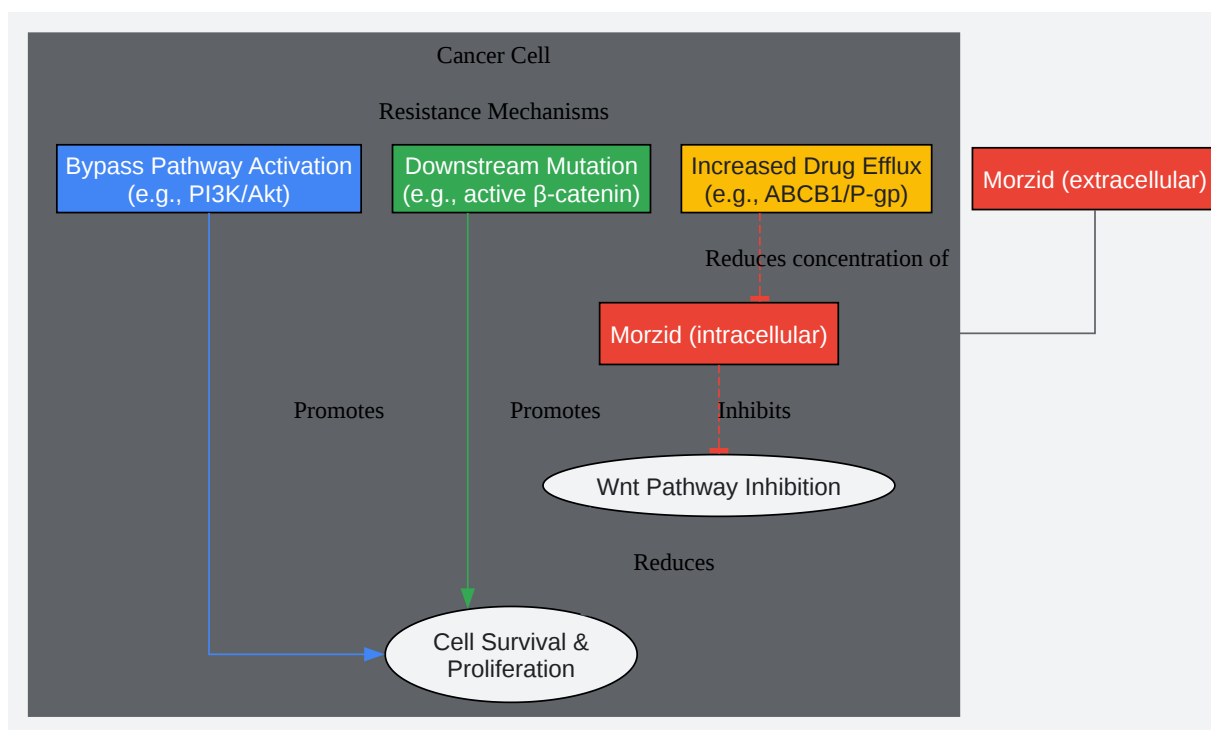 Cancer Cell
Resistance Mechanisms
Bypass Pathway Activation
(e.g., PI3K/Akt)
Downstream Mutation
(e.g., active β-catenin)
Increased Drug Efflux
(e.g., ABCB1/P-gp)
Morzid (extracellular)
Reduces concentration of
Morzid (intracellular)
Promotes
Promotes
Inhibits
Wnt Pathway Inhibition
Reduces
Cell Survival &
Proliferation